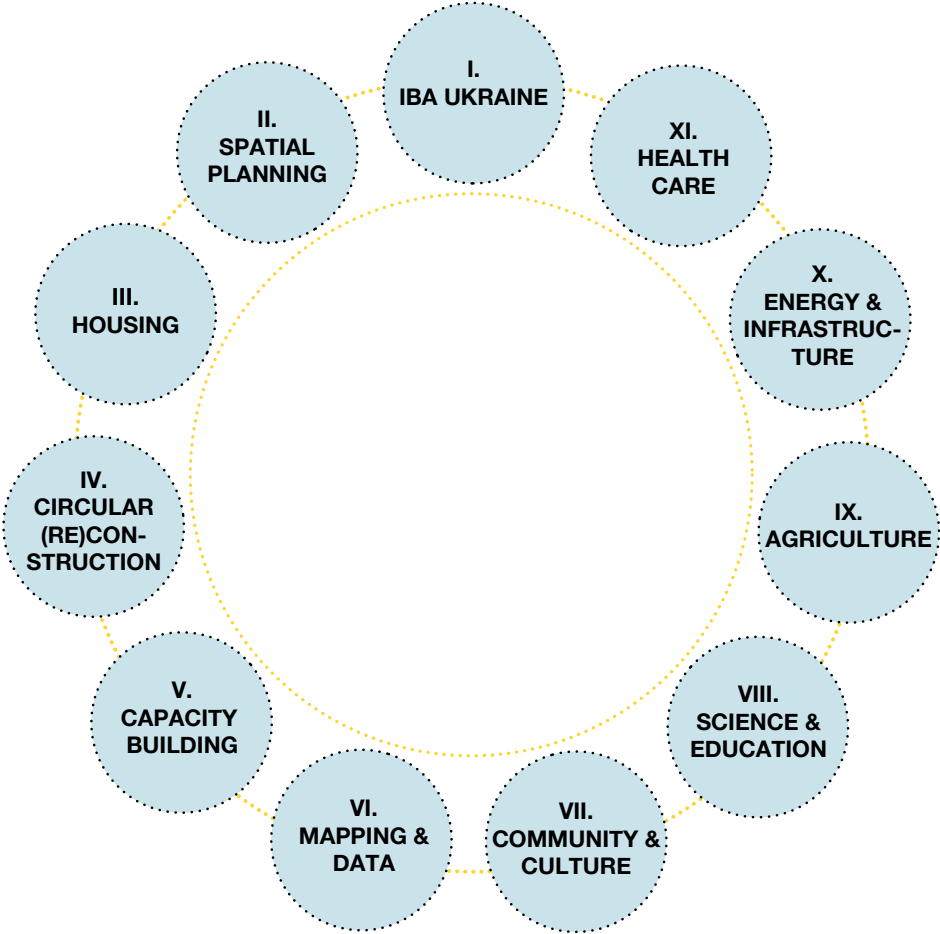 I.
IBA UKRAINE
II.
SPATIAL
PLANNING
III.
HOUSING
IV.
CIRCULAR
(RE)CON-
STRUCTION
V.
CAPACITY
BUILDING
VI.
MAPPING &
DATA
VII.
COMMUNITY &
CULTURE
VIII.
SCIENCE &
EDUCATION
IX.
AGRICULTURE
X.
ENERGY &
INFRASTRUC-
TURE
XI.
HEALTH
CARE